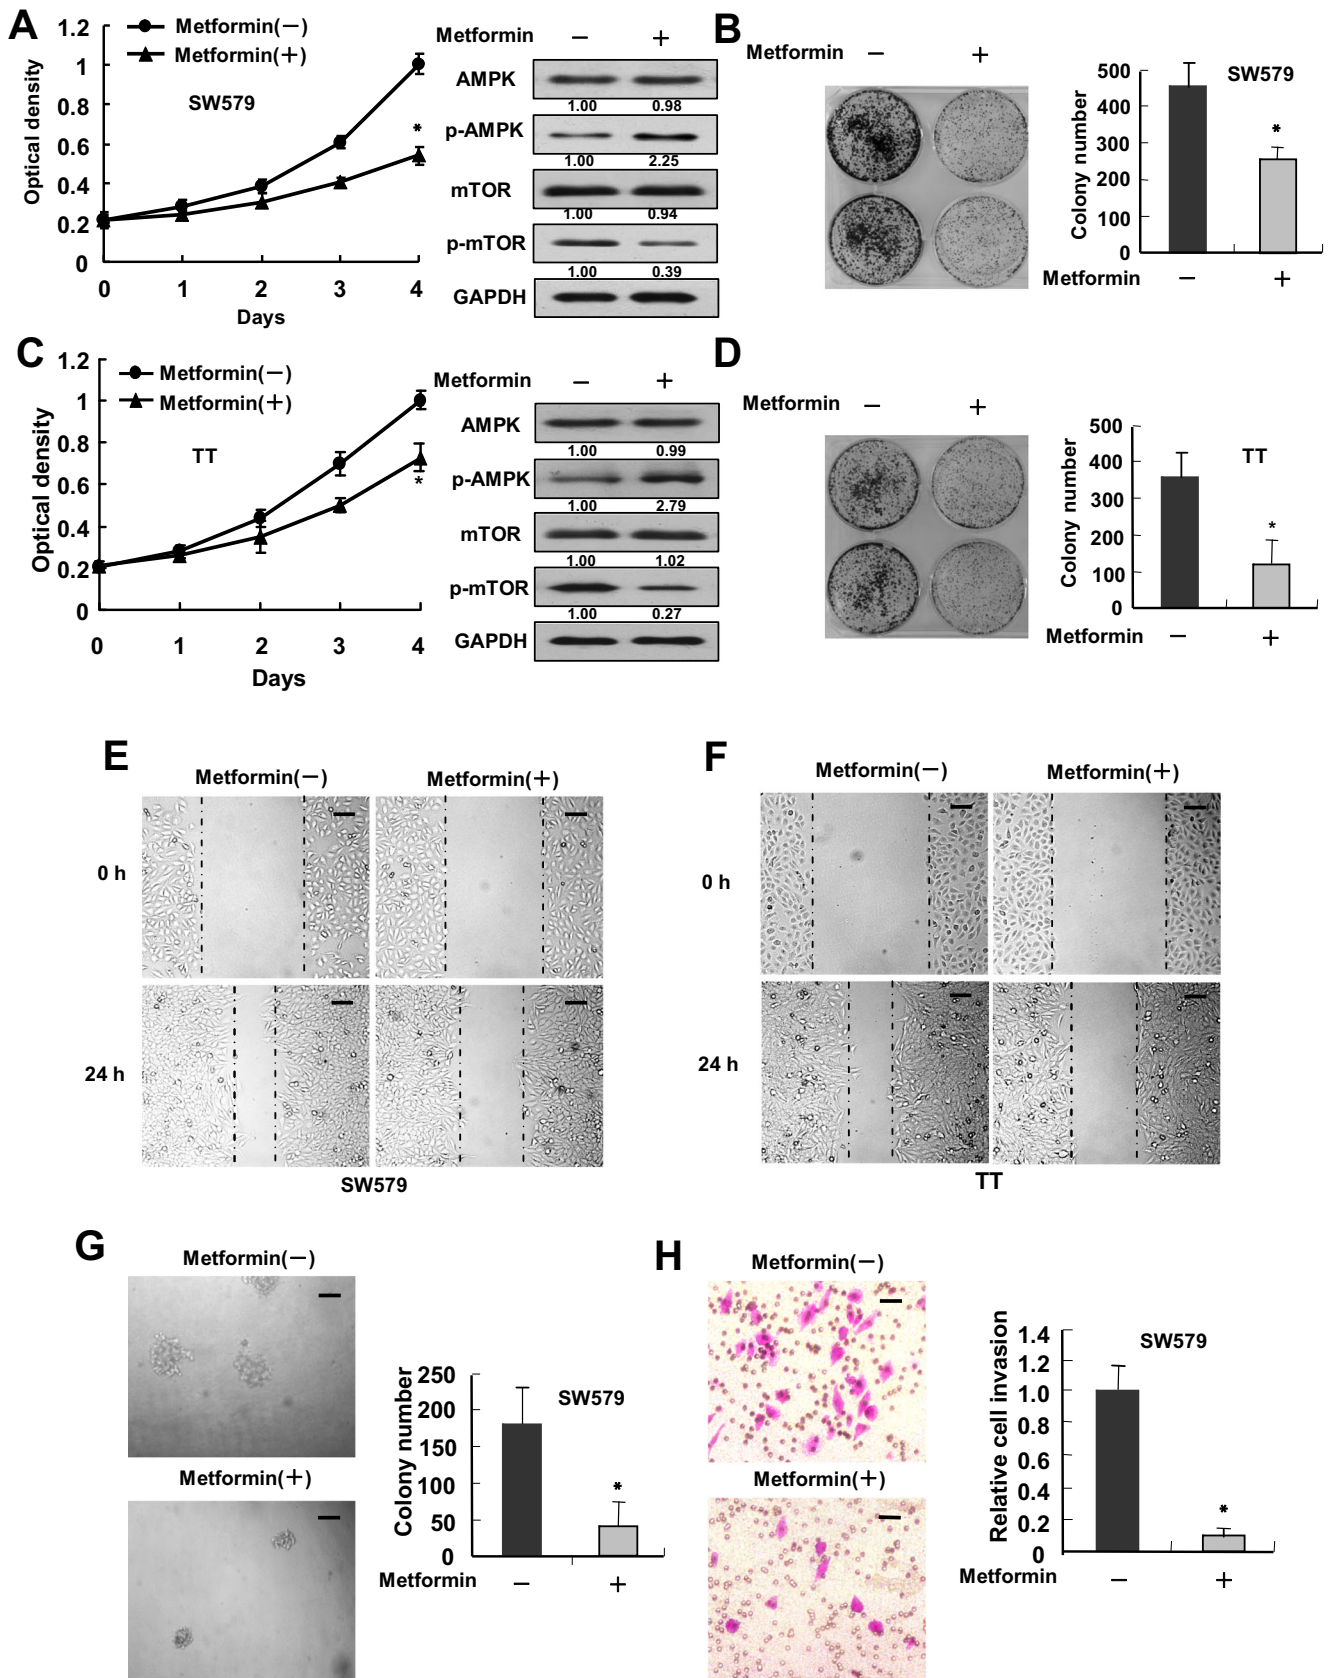 A
1.2
1
0.8
0.6
0.4
0.2
0
Optical density
Metformin(−)
Metformin(+)
SW579
*
0 1 2 3 4
Days
Metformin − +
AMPK
1.00 0.98
p-AMPK
1.00 2.25
mTOR
1.00 0.94
p-mTOR
1.00 0.39
GAPDH
B
Metformin − +
500
400
300
200
100
0
Colony number
SW579
*
Metformin − +
C
1.2
1
0.8
0.6
0.4
0.2
0
Optical density
Metformin(−)
Metformin(+)
TT
*
0 1 2 3 4
Days
Metformin − +
AMPK
1.00 0.99
p-AMPK
1.00 2.79
mTOR
1.00 1.02
p-mTOR
1.00 0.27
GAPDH
D
Metformin − +
500
400
300
200
100
0
Colony number
TT
*
Metformin − +
E
Metformin(−) Metformin(+)
0 h
24 h
SW579
F
Metformin(−) Metformin(+)
0 h
24 h
TT
G
Metformin(−)
Metformin(+)
250
200
150
100
50
0
Colony number
SW579
*
Metformin − +
H
Metformin(−)
Metformin(+)
1.4
1.2
1.0
0.8
0.6
0.4
0.2
0
Relative cell invasion
SW579
*
Metformin − +